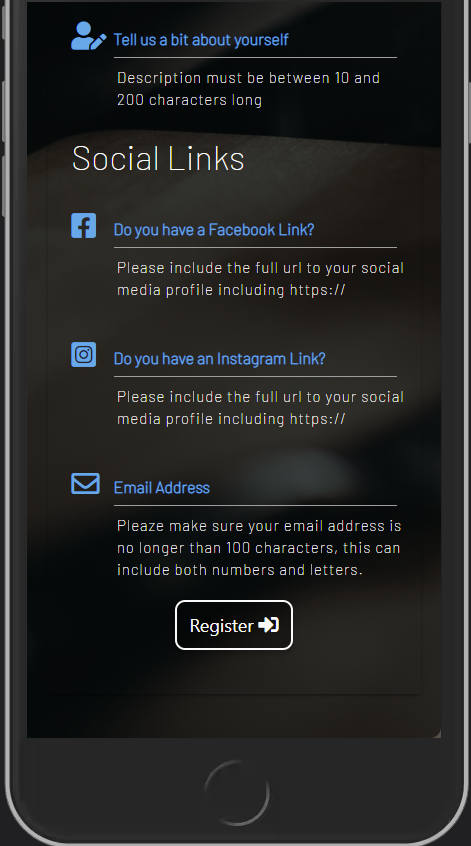 Tell us a bit about yourself
Description must be between 10 and
200 characters long
Social Links
Do you have a Facebook Link?
Please include the full url to your social
media profile including https://
Do you have an Instagram Link?
Please include the full url to your social
media profile including https://
Email Address
Pleaze make sure your email address is
no longer than 100 characters, this can
include both numbers and letters.
Register